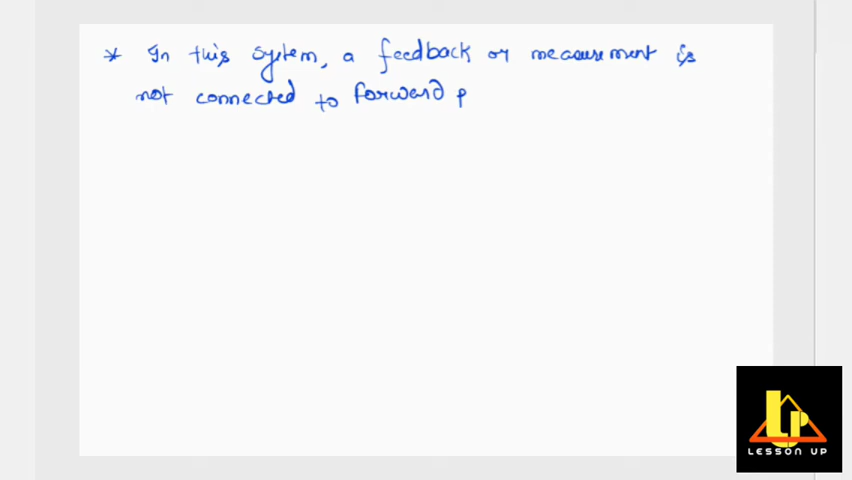 * In this system, a feedback or measurement is
not connected to forward p
LESSON UP